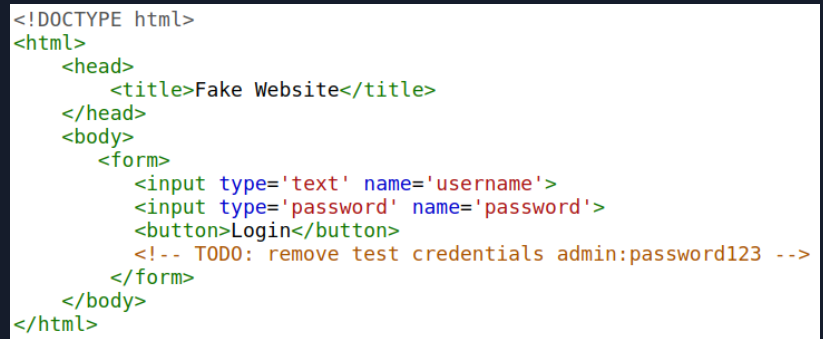 <!DOCTYPE html>
<html>
    <head>
        <title>Fake Website</title>
    </head>
    <body>
       <form>
          <input type='text' name='username'>
          <input type='password' name='password'>
          <button>Login</button>
          <!-- TODO: remove test credentials admin:password123 -->
        </form>
    </body>
</html>